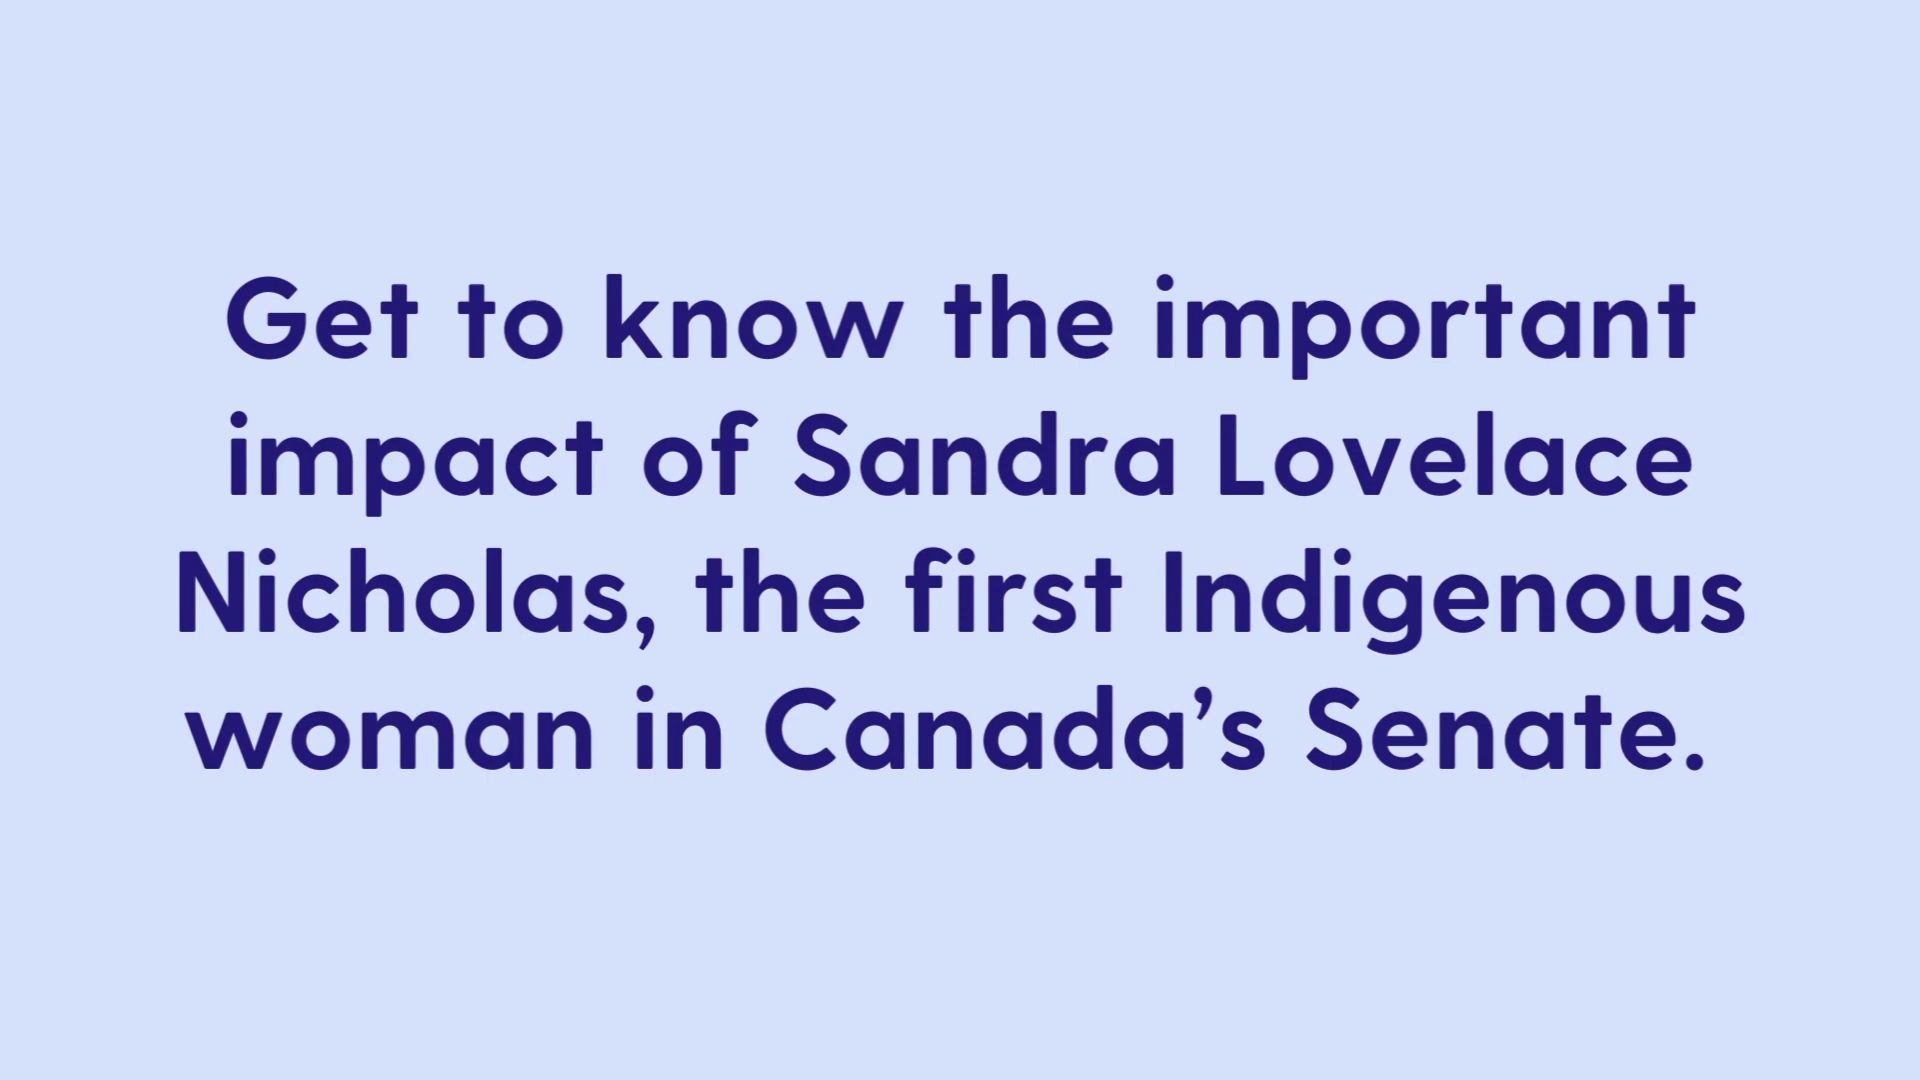 Get to know the important
impact of Sandra Lovelace
Nicholas, the first Indigenous
woman in Canada’s Senate.